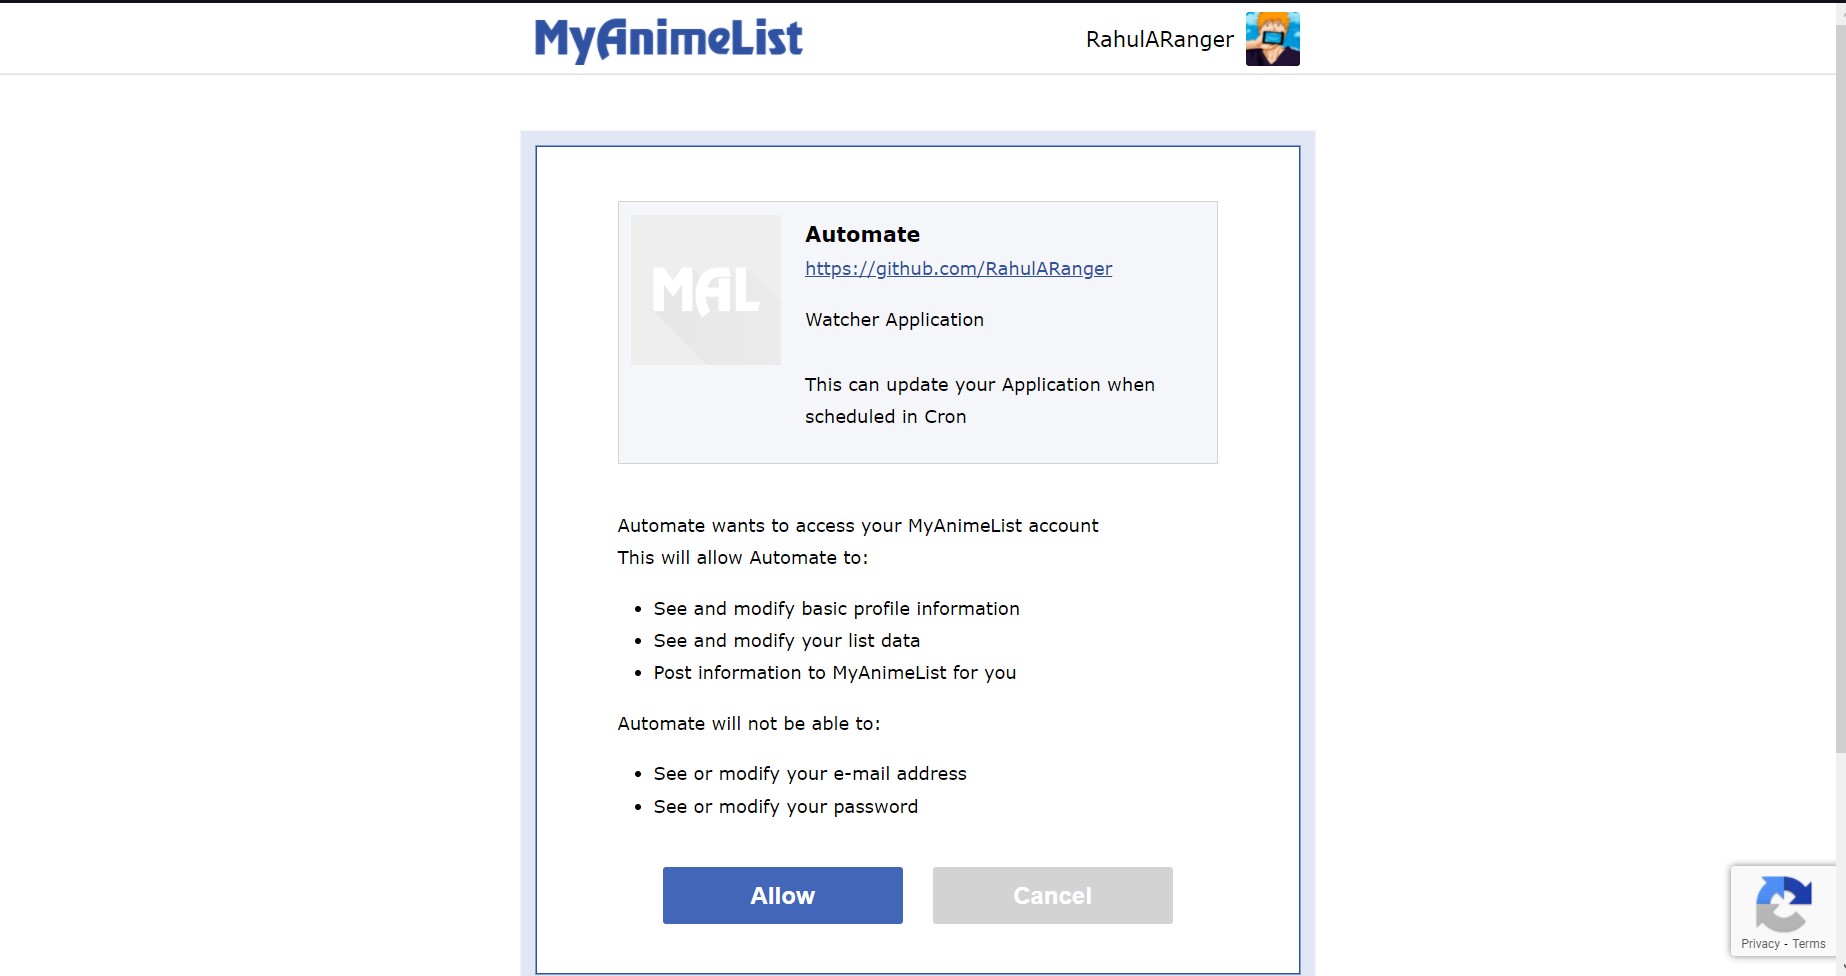 MyAnimeList
RahulARanger
MAL
Automate
https://github.com/RahulARanger
Watcher Application
This can update your Application when
scheduled in Cron
Automate wants to access your MyAnimeList account
This will allow Automate to:
• See and modify basic profile information
• See and modify your list data
• Post information to MyAnimeList for you
Automate will not be able to:
• See or modify your e-mail address
• See or modify your password
Allow
Cancel
Privacy - Terms